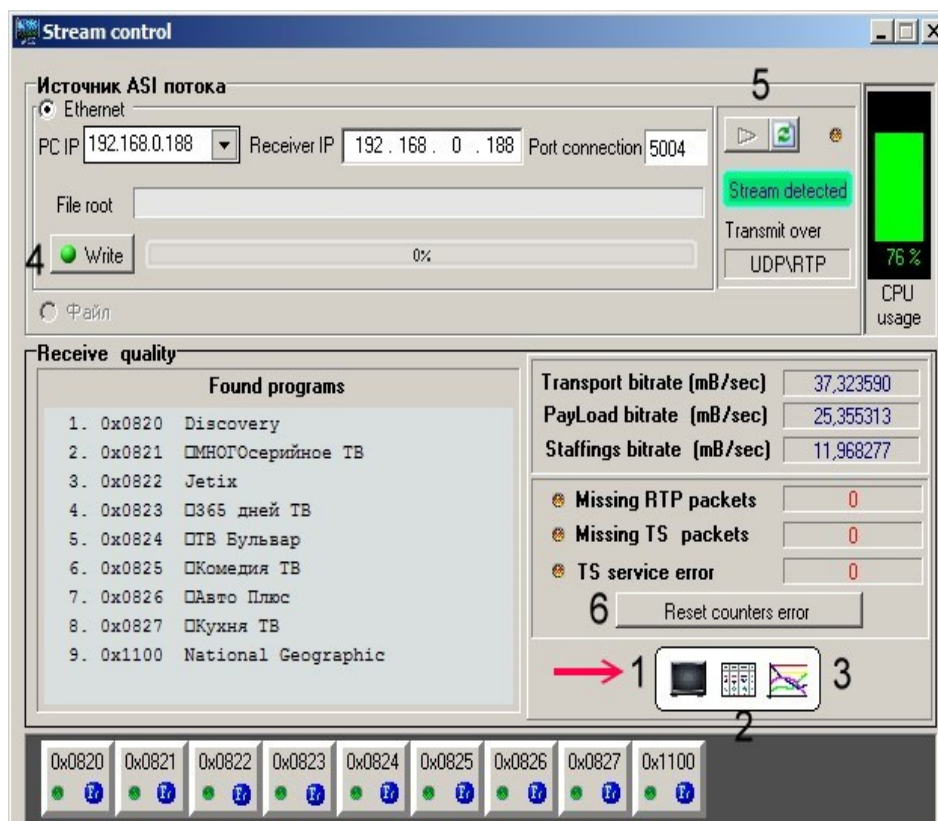 Stream control
Источник ASI потока
5
Ethernet
PC IP 192.168.0.188 Receiver IP 192 . 168 . 0 . 188 Port connection 5004
File root
Stream detected
Transmit over
4 Write 0% UDP\RTP
76 %
CPU
usage
Файл
Receive quality
Found programs
1. 0x0820 Discovery
2. 0x0821 □МНОГОсерийное ТВ
3. 0x0822 Jetix
4. 0x0823 □365 дней ТВ
5. 0x0824 □ТВ Бульвар
6. 0x0825 □Комедия ТВ
7. 0x0826 □Авто Плюс
8. 0x0827 □Кухня ТВ
9. 0x1100 National Geographic
Transport bitrate (mB/sec) 37,323590
PayLoad bitrate (mB/sec) 25,355313
Staffings bitrate (mB/sec) 11,968277
Missing RTP packets 0
Missing TS packets 0
TS service error 0
6 Reset counters error
1 3
2
0x0820 0x0821 0x0822 0x0823 0x0824 0x0825 0x0826 0x0827 0x1100